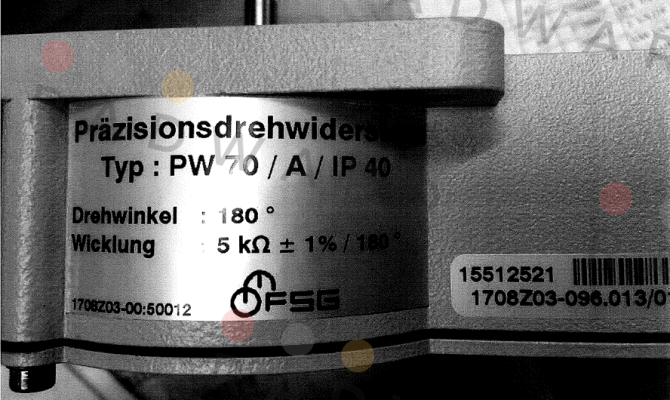 Präzisionsdrehwiders
Typ : PW 70 / A / IP 40
Drehwinkel : 180 °
Wicklung : 5 kΩ ± 1% / 180 °
FSG
1708Z03-00:50012
15512521
1708Z03-096.013/0